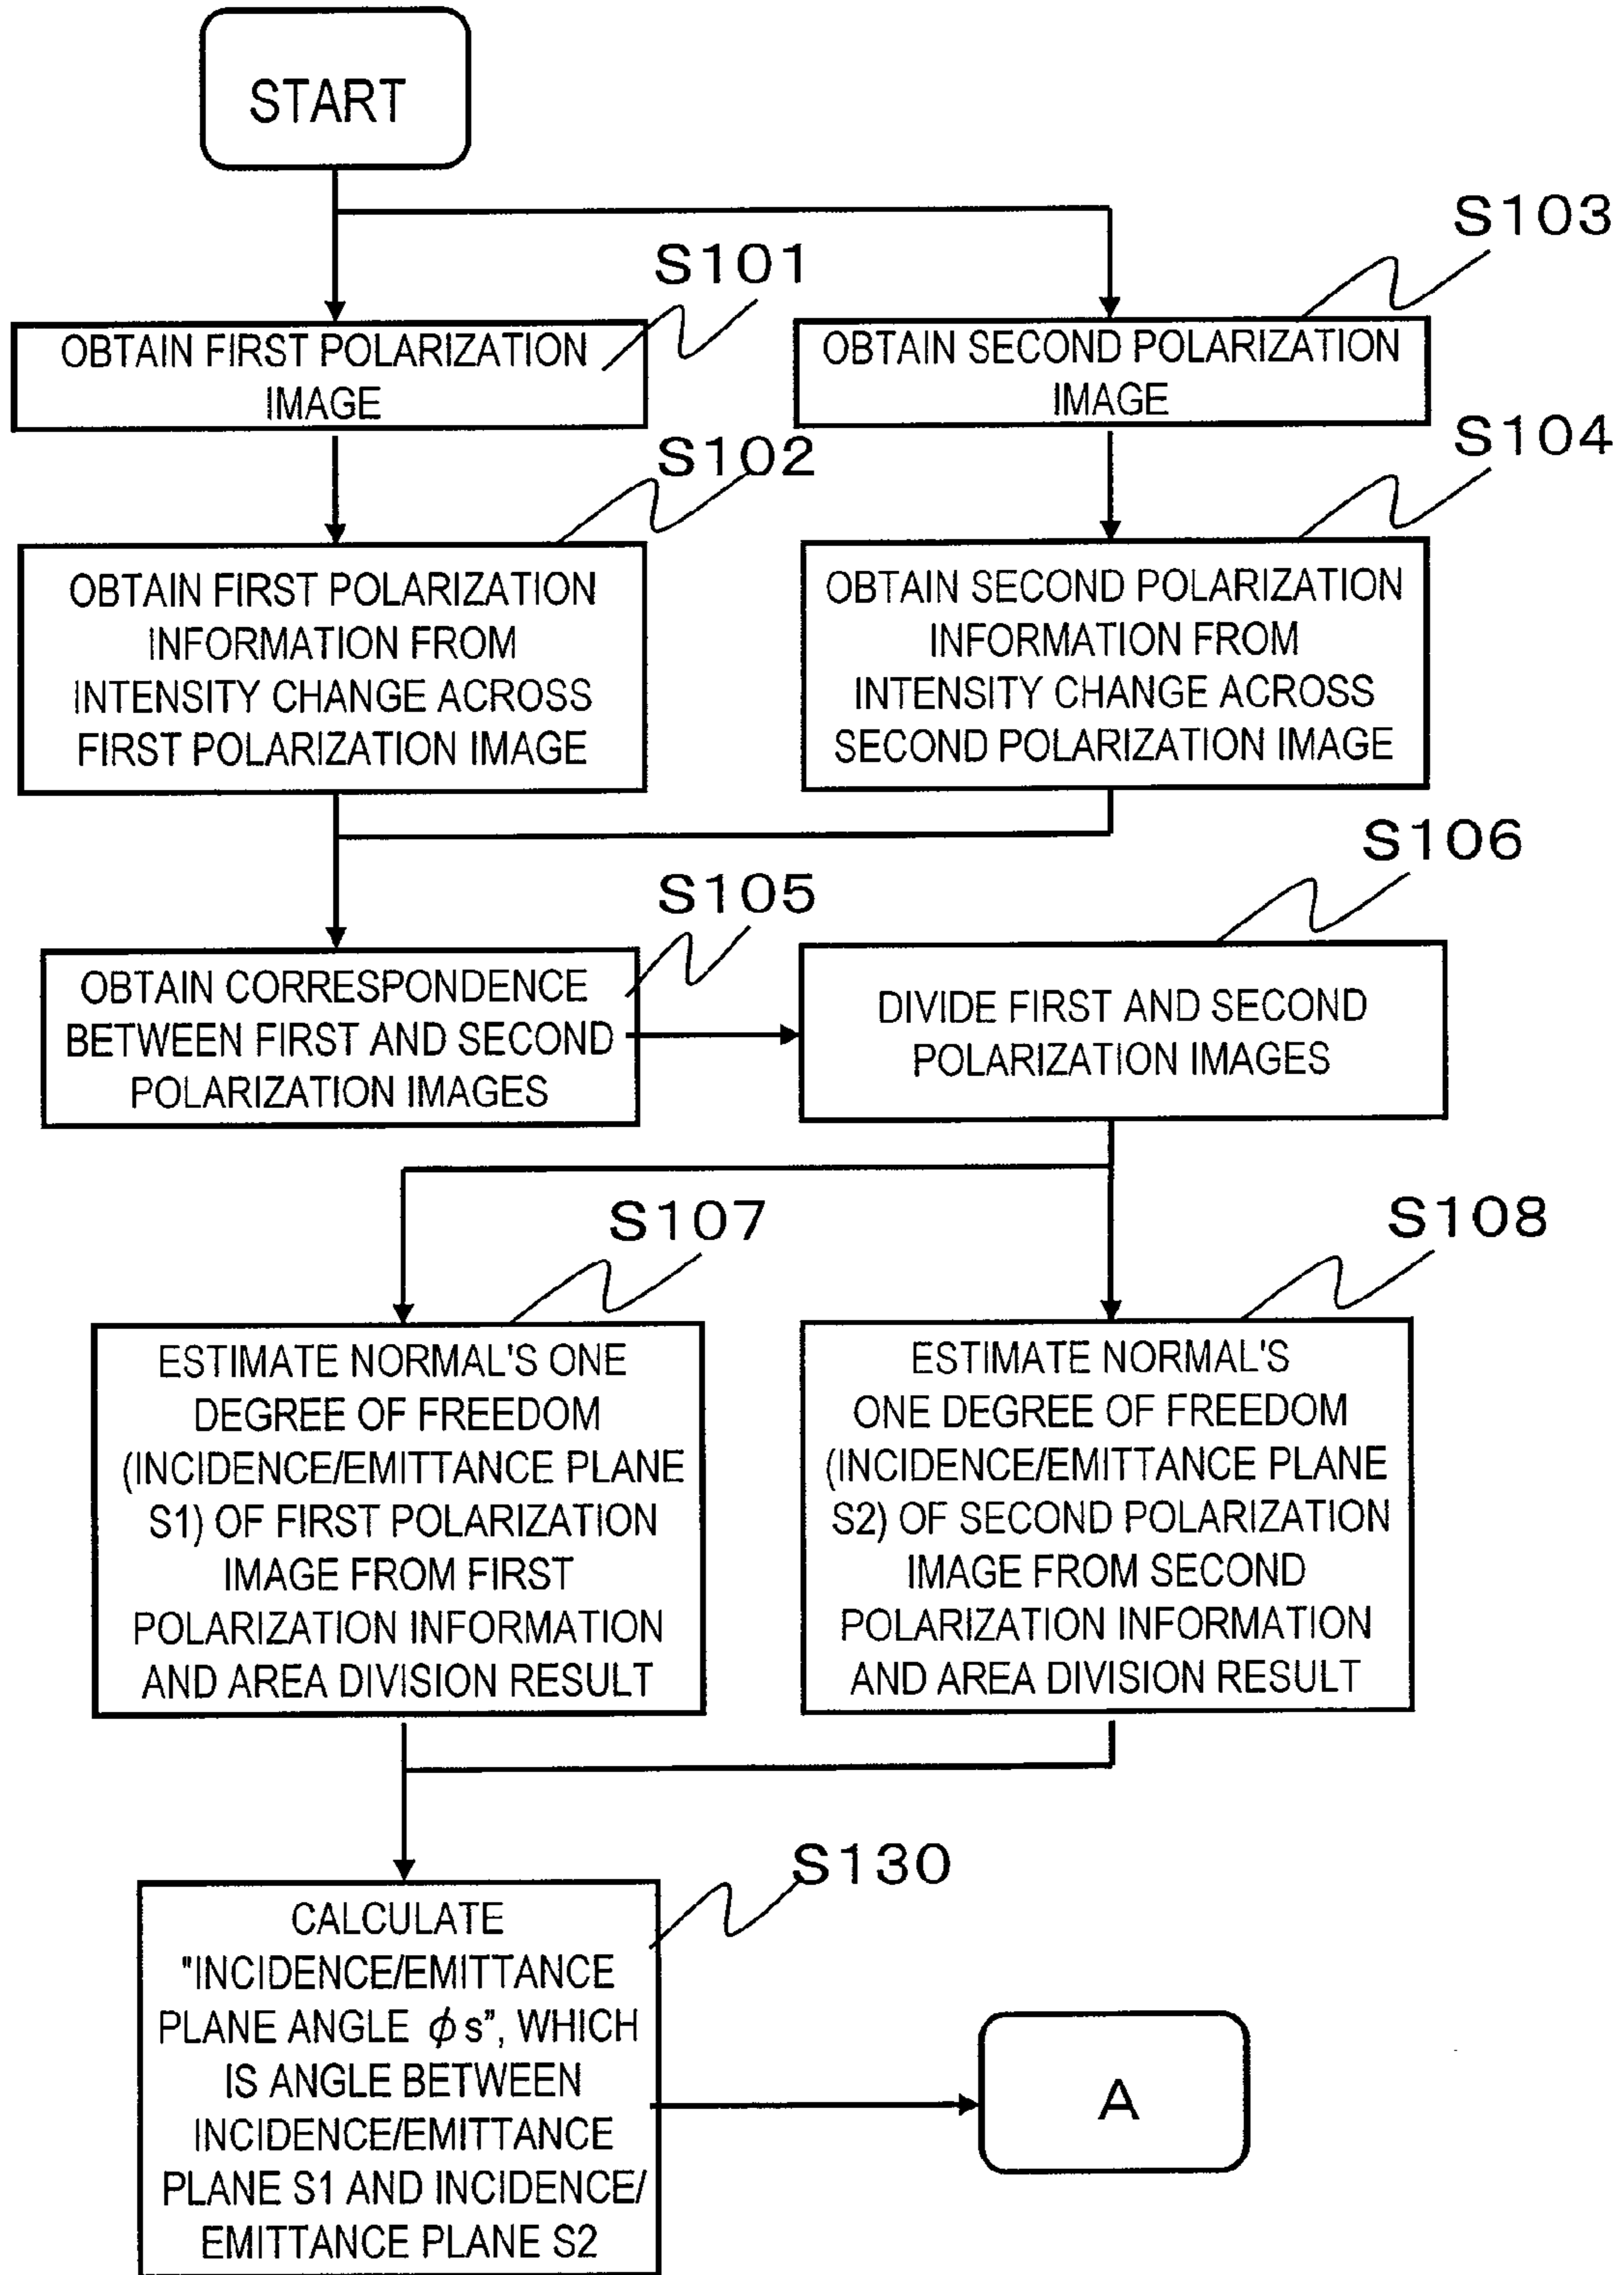 START
S103
S101
OBTAIN FIRST POLARIZATION
IMAGE
OBTAIN SECOND POLARIZATION
IMAGE
S102
S104
OBTAIN FIRST POLARIZATION
INFORMATION FROM
INTENSITY CHANGE ACROSS
FIRST POLARIZATION IMAGE
OBTAIN SECOND POLARIZATION
INFORMATION FROM
INTENSITY CHANGE ACROSS
SECOND POLARIZATION IMAGE
S106
S105
OBTAIN CORRESPONDENCE
BETWEEN FIRST AND SECOND
POLARIZATION IMAGES
DIVIDE FIRST AND SECOND
POLARIZATION IMAGES
S107
S108
ESTIMATE NORMAL'S ONE
DEGREE OF FREEDOM
(INCIDENCE/EMITTANCE PLANE
S1) OF FIRST POLARIZATION
IMAGE FROM FIRST
POLARIZATION INFORMATION
AND AREA DIVISION RESULT
ESTIMATE NORMAL'S
ONE DEGREE OF FREEDOM
(INCIDENCE/EMITTANCE PLANE
S2) OF SECOND POLARIZATION
IMAGE FROM SECOND
POLARIZATION INFORMATION
AND AREA DIVISION RESULT
S130
CALCULATE
"INCIDENCE/EMITTANCE
PLANE ANGLE ϕs", WHICH
IS ANGLE BETWEEN
INCIDENCE/EMITTANCE
PLANE S1 AND INCIDENCE/
EMITTANCE PLANE S2
A